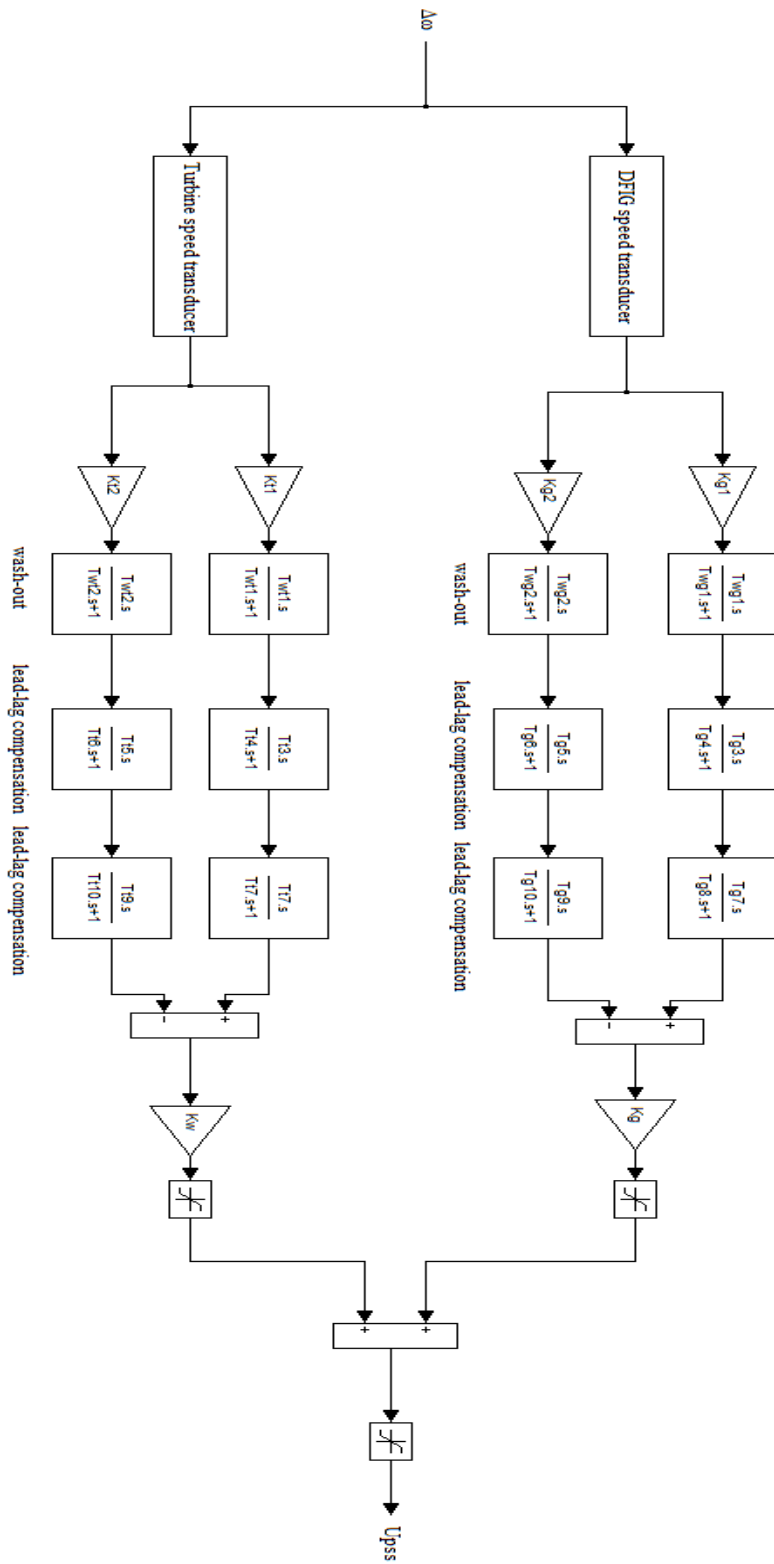 Δω
DFIG speed transducer
Kg1
Twg1.s
Twg1.s+1
Tg3.s
Tg4.s+1
Tg7.s
Tg8.s+1
Kg2
Twg2.s
Twg2.s+1
Tg5.s
Tg6.s+1
Tg9.s
Tg10.s+1
+
-
Kg
wash-out
lead-lag compensation
lead-lag compensation
Turbine speed transducer
Kt1
Twt1.s
Twt1.s+1
Tt3.s
Tt4.s+1
Tt7.s
Tt7.s+1
Kt2
Twt2.s
Twt2.s+1
Tt5.s
Tt6.s+1
Tt9.s
Tt10.s+1
+
-
Kw
wash-out
lead-lag compensation
lead-lag compensation
+
+
Upss